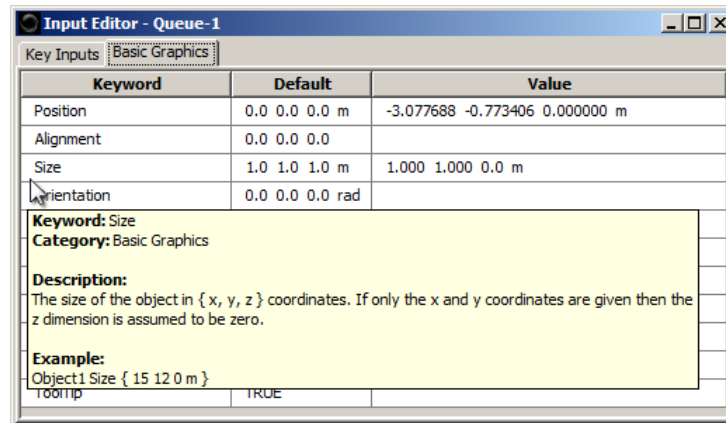 Input Editor - Queue-1
Key Inputs Basic Graphics
Keyword Default Value
Position 0.0 0.0 0.0 m -3.077688 -0.773406 0.000000 m
Alignment 0.0 0.0 0.0
Size 1.0 1.0 1.0 m 1.000 1.000 0.0 m
rientation 0.0 0.0 0.0 rad
Keyword: Size
Category: Basic Graphics
Description:
The size of the object in { x, y, z } coordinates. If only the x and y coordinates are given then the
z dimension is assumed to be zero.
Example:
Object1 Size { 15 12 0 m }
ToolTip TRUE